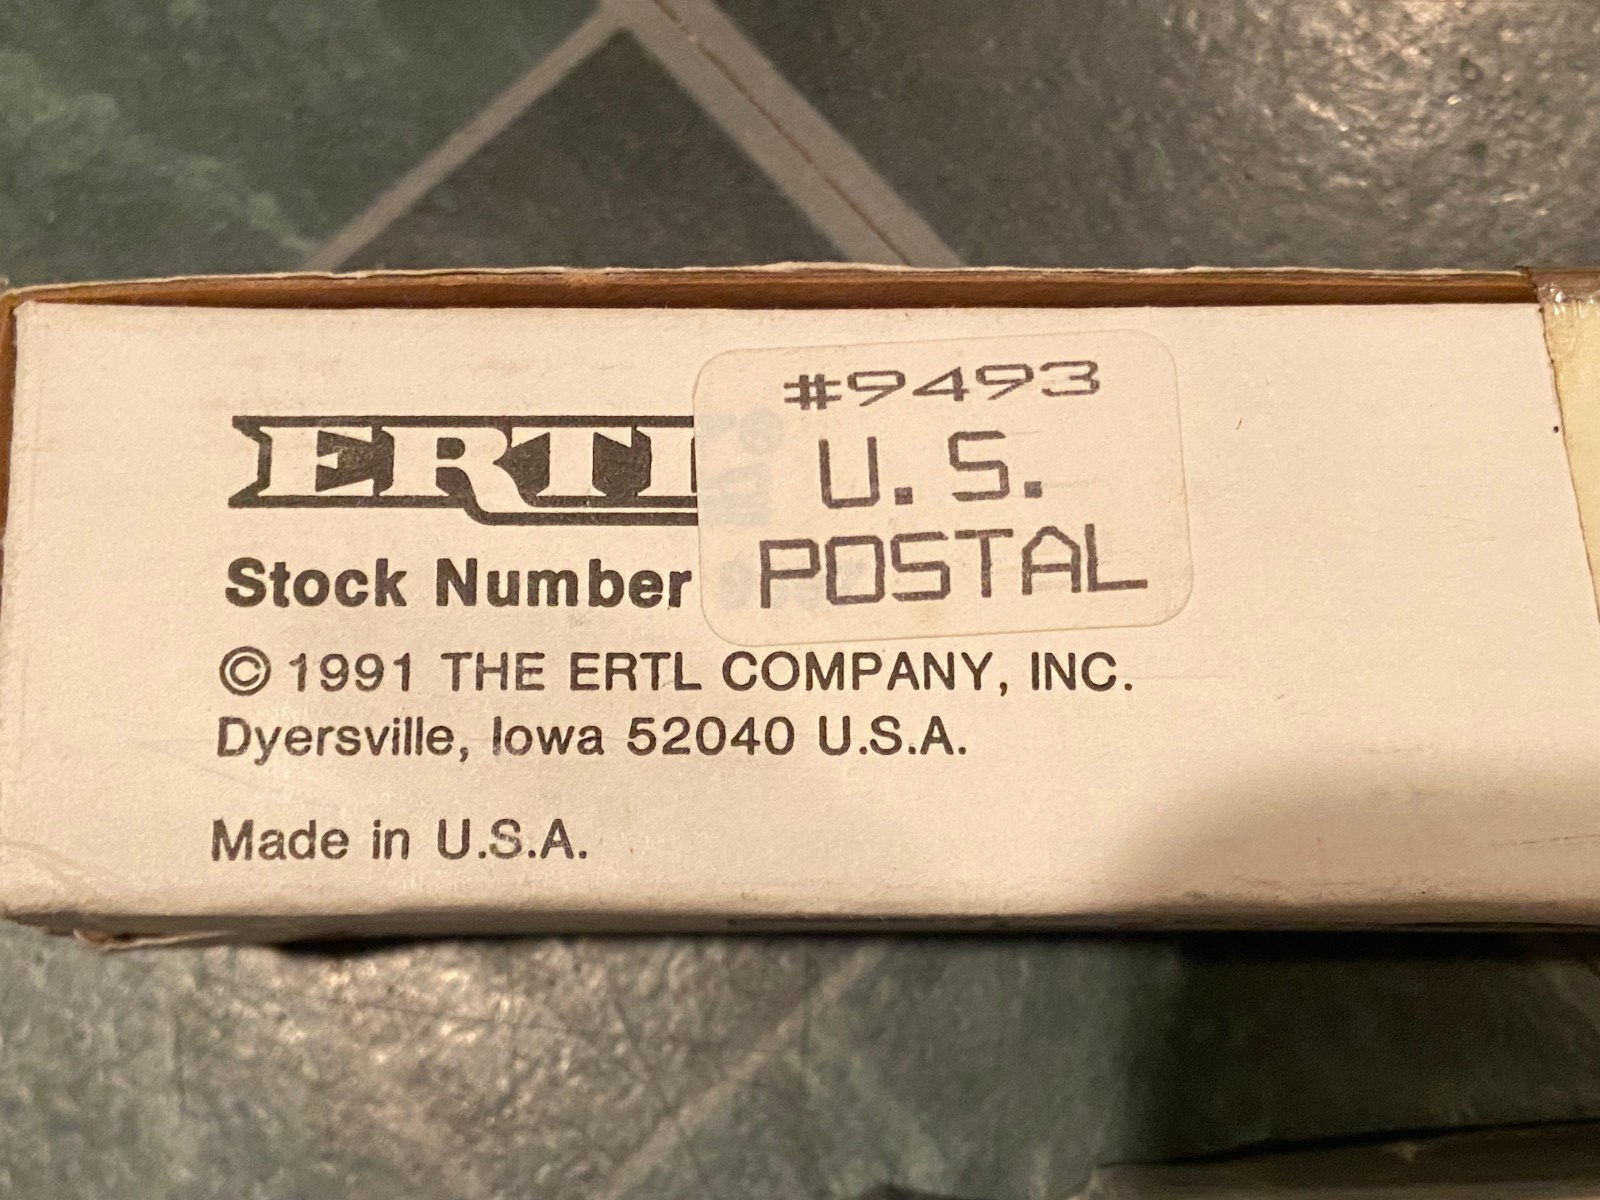 #9493
U.S.
POSTAL
ERTL
Stock Number
© 1991 THE ERTL COMPANY, INC.
Dyersville, Iowa 52040 U.S.A.
Made in U.S.A.